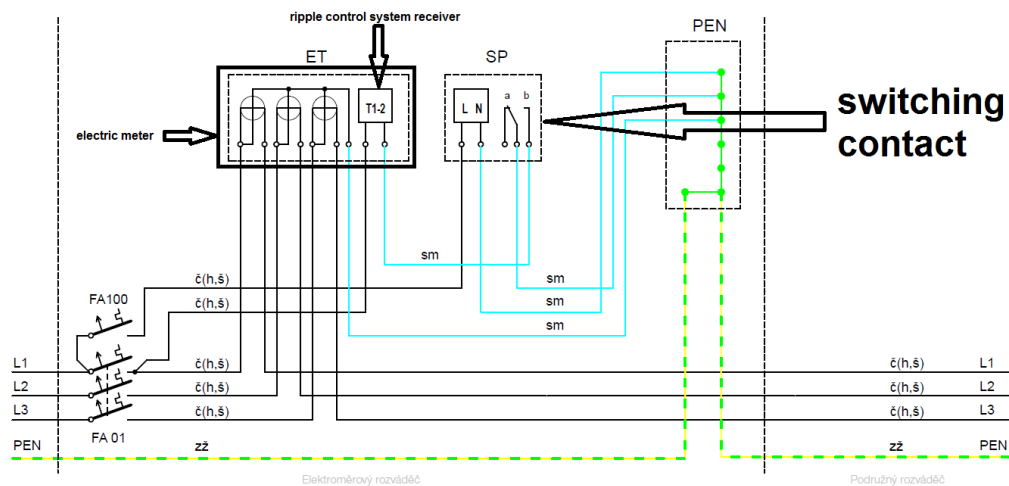 ripple control system receiver
PEN
ET
SP
T1-2
L N
a b
switching
contact
electric meter
sm
č(h,š)
sm
FA100
č(h,š)
sm
sm
L1
č(h,š)
č(h,š)
L1
L2
č(h,š)
č(h,š)
L2
L3
č(h,š)
č(h,š)
L3
FA 01
PEN
zž
zž
PEN
Elektroměrový rozváděč
Podružný rozváděč